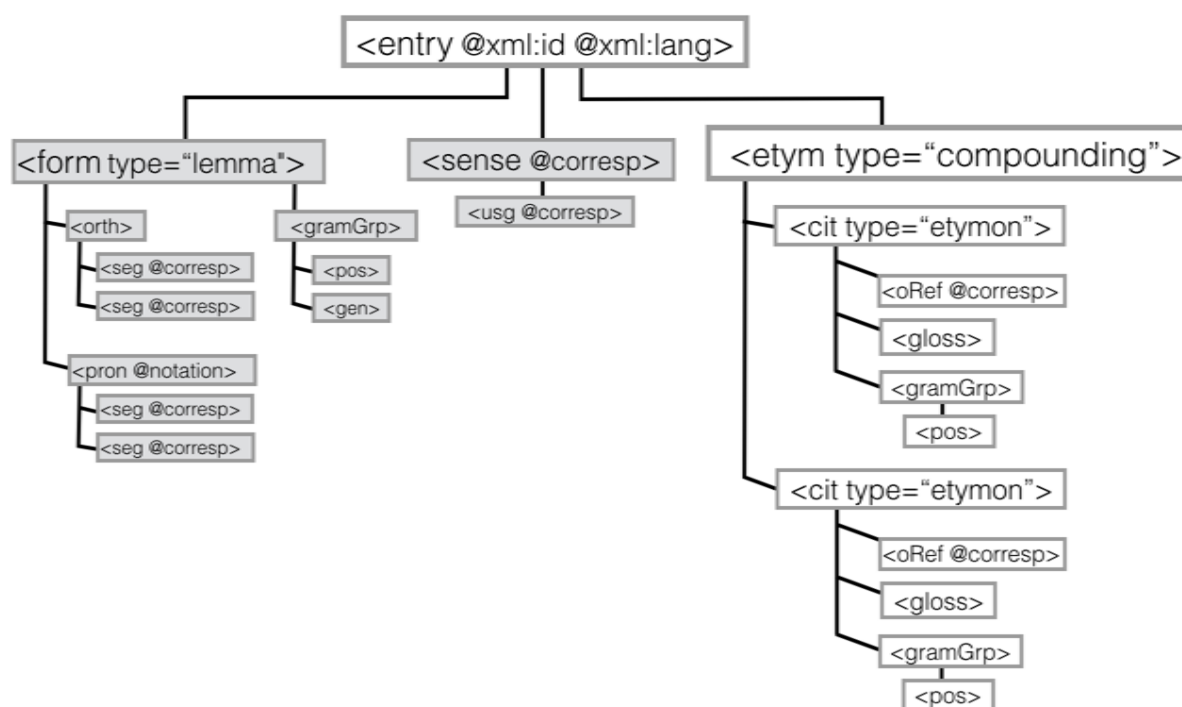 <entry @xml:id @xml:lang>
<form type=“lemma">
<orth>
<seg @corresp>
<seg @corresp>
<pron @notation>
<seg @corresp>
<seg @corresp>
<gramGrp>
<pos>
<gen>
<sense @corresp>
<usg @corresp>
<etym type=“compounding”>
<cit type=“etymon”>
<oRef @corresp>
<gloss>
<gramGrp>
<pos>
<cit type=“etymon”>
<oRef @corresp>
<gloss>
<gramGrp>
<pos>